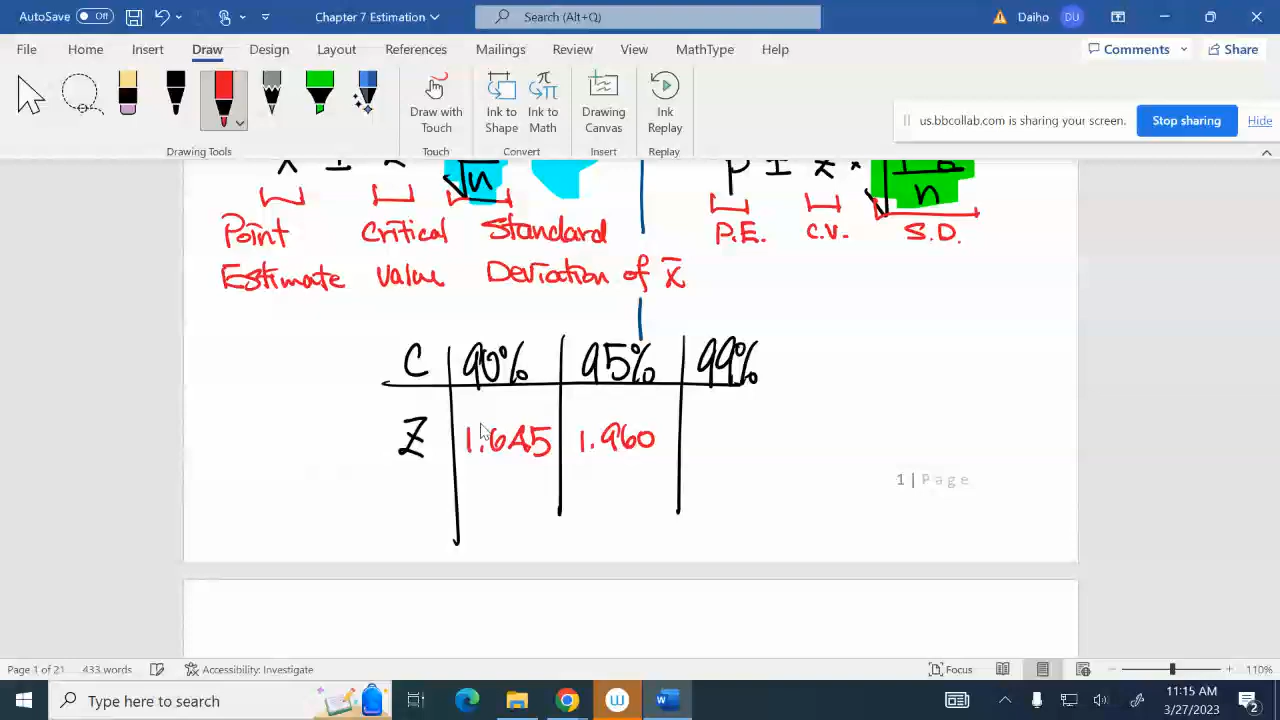 AutoSave Off Chapter 7 Estimation Search (Alt+Q) Daiho DU
File Home Insert Draw Design Layout References Mailings Review View MathType Help Comments Share
Draw with Touch Ink to Shape Ink to Math Drawing Canvas Ink Replay
us.bbcollab.com is sharing your screen. Stop sharing Hide
Drawing Tools Touch Convert Insert Replay
n n
Point Critical Standard P.E. C.V. S.D.
Estimate Value Deviation of x̄
C 90% 95% 99%
Z 1.645 1.960
1 | Page
Page 1 of 21 433 words Accessibility: Investigate Focus 110%
Type here to search 11:15 AM
3/27/2023 2